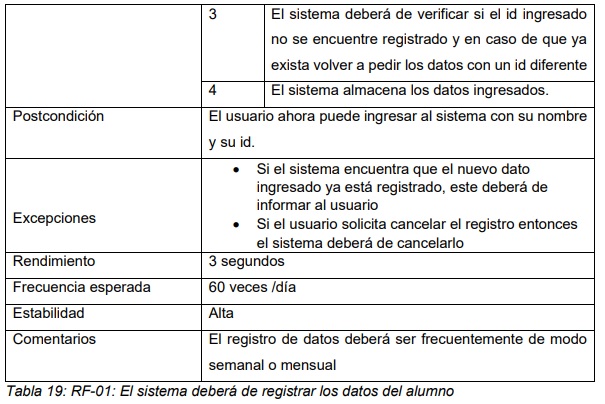 3 El sistema deberá de verificar si el id ingresado
no se encuentre registrado y en caso de que ya
exista volver a pedir los datos con un id diferente
4 El sistema almacena los datos ingresados.
Postcondición El usuario ahora puede ingresar al sistema con su nombre
y su id.
• Si el sistema encuentra que el nuevo dato
ingresado ya está registrado, este deberá de
informar al usuario
Excepciones • Si el usuario solicita cancelar el registro entonces
el sistema deberá de cancelarlo
Rendimiento 3 segundos
Frecuencia esperada 60 veces /día
Estabilidad Alta
Comentarios El registro de datos deberá ser frecuentemente de modo
semanal o mensual
Tabla 19: RF-01: El sistema deberá de registrar los datos del alumno